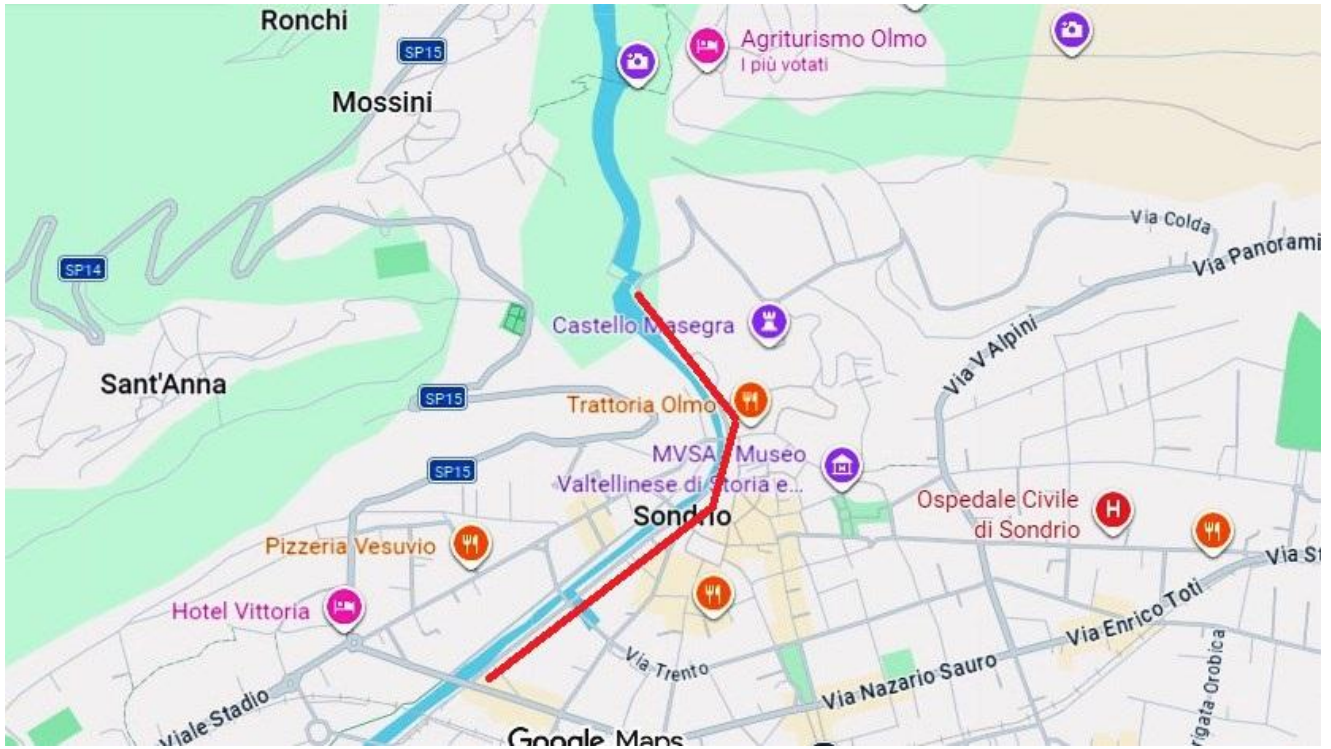 Ronchi
SP15
Agriturismo Olmo
I più votati
Mossini
Via Colda
Via Panorami
SP14
Castello Masegra
Via V Alpini
Sant'Anna
SP15
Trattoria Olmo
MVSA Museo
Valtellinese di Storia e...
SP15
Ospedale Civile
di Sondrio
H
Sondrio
Pizzeria Vesuvio
Via St
Hotel Vittoria
Via Enrico Toti
Via Trento
Via Nazario Sauro
rigata Orobica
Viale Stadio
Google Maps